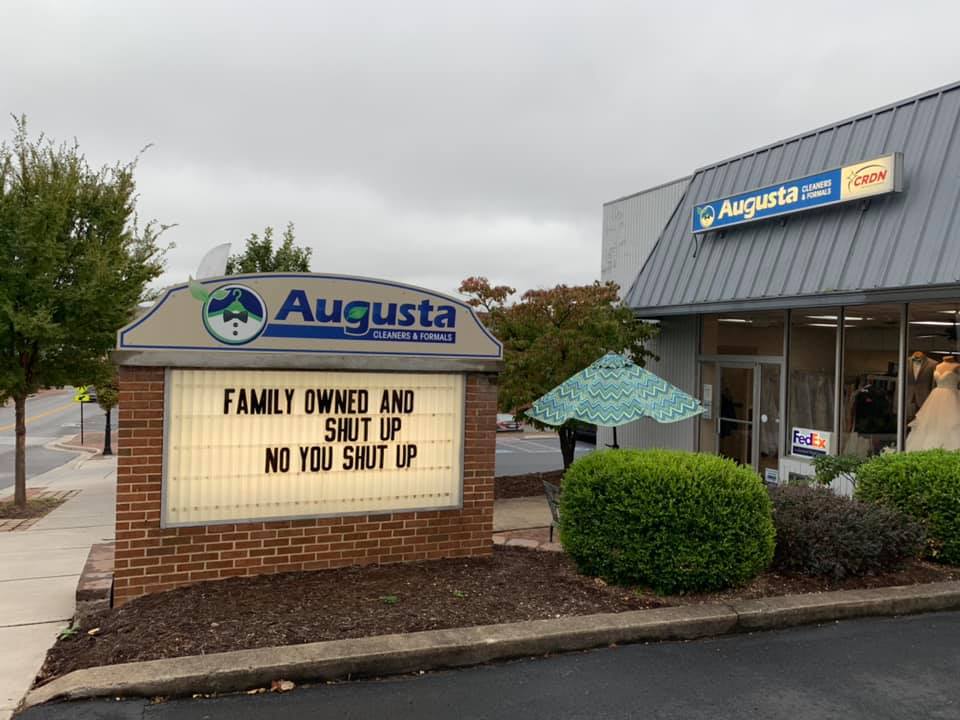 Augusta
CLEANERS & FORMALS
FAMILY OWNED AND
SHUT UP
NO YOU SHUT UP
Augusta
CLEANERS
& FORMALS
CRDN
FedEx